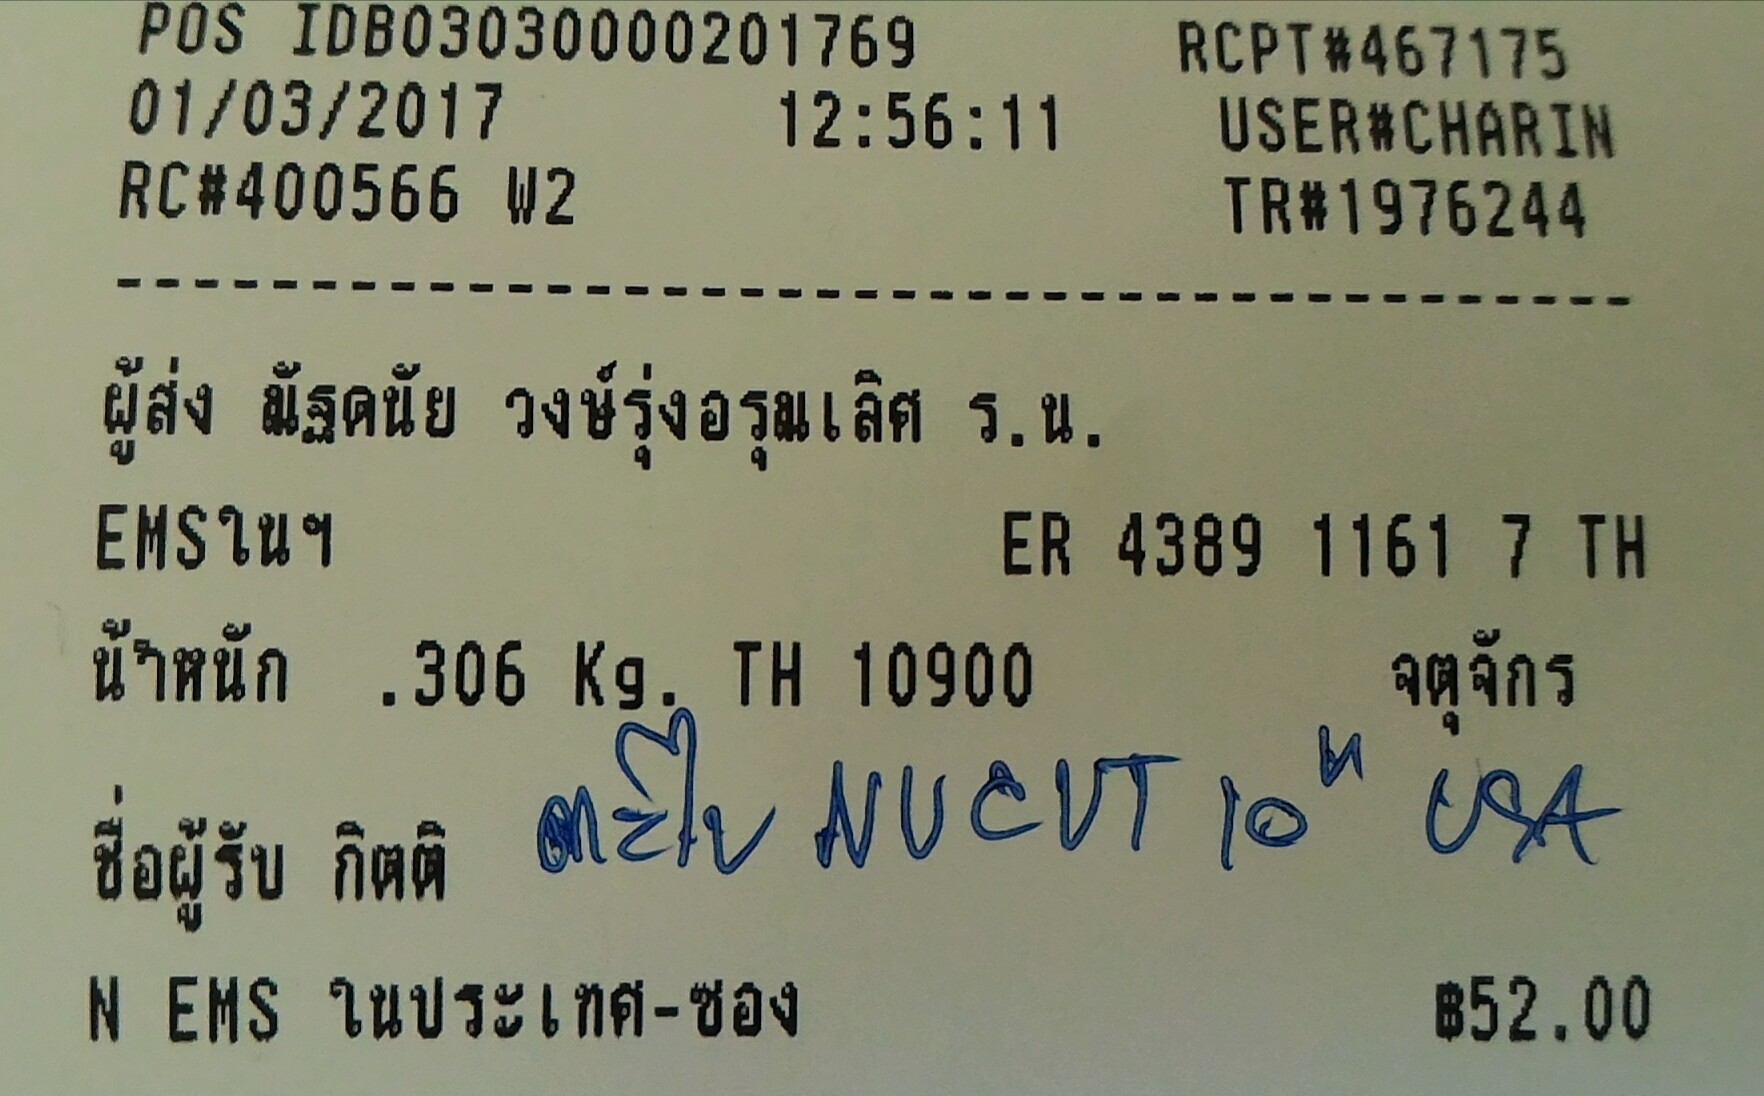 POS IDB03030000201769 RCPT#467175
01/03/2017 12:56:11 USER#CHARIN
RC#400566 W2 TR#1976244
--------------------------------
ผู้ส่ง ณัฐดนัย วงษ์รุ่งอรุณเลิศ ร.น.
EMSในฯ ER 4389 1161 7 TH
น้ำหนัก .306 Kg. TH 10900 จตุจักร
ชื่อผู้รับ กิตติ ตะไบ NUCUT 10" USA
N EMS ในประเทศ-ซอง ฿52.00